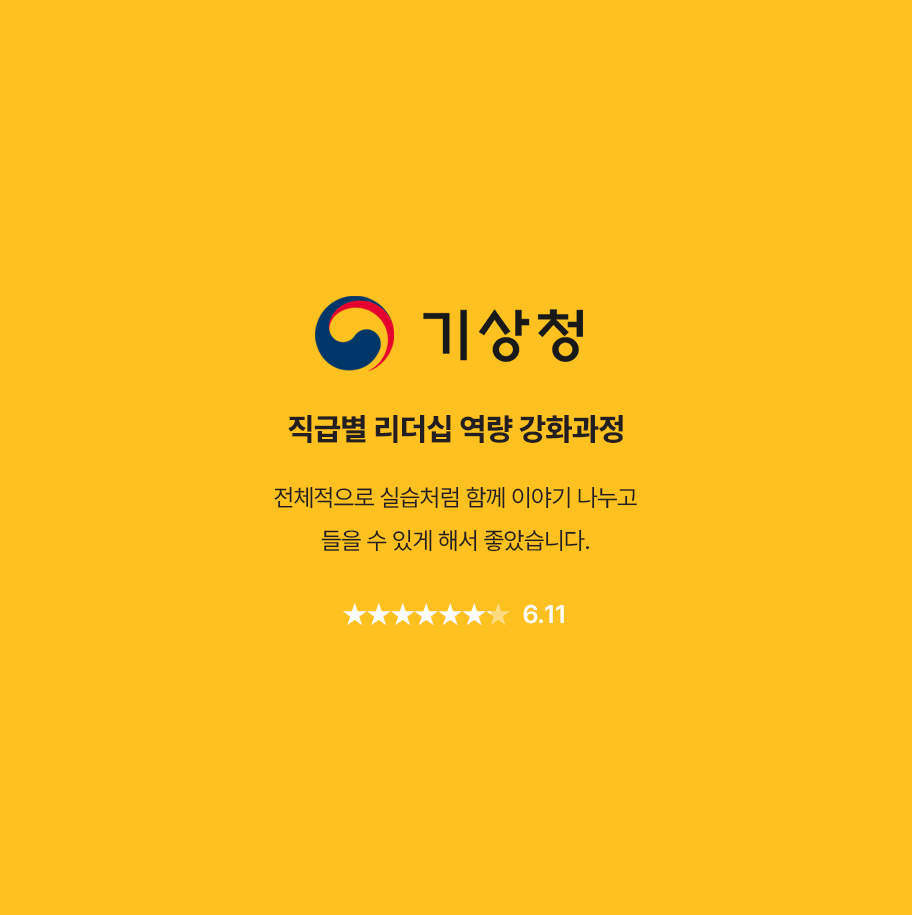 기상청
직급별 리더십 역량 강화과정
전체적으로 실습처럼 함께 이야기 나누고
들을 수 있게 해서 좋았습니다.
★★★★★★★ 6.11